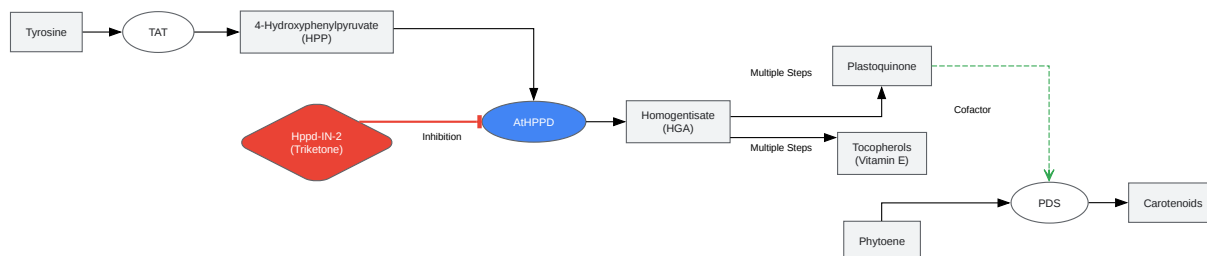 Tyrosine
TAT
4-Hydroxyphenylpyruvate
(HPP)
Hppd-IN-2
(Triketone)
Inhibition
AtHPPD
Homogentisate
(HGA)
Multiple Steps
Plastoquinone
Cofactor
Multiple Steps
Tocopherols
(Vitamin E)
Phytoene
PDS
Carotenoids